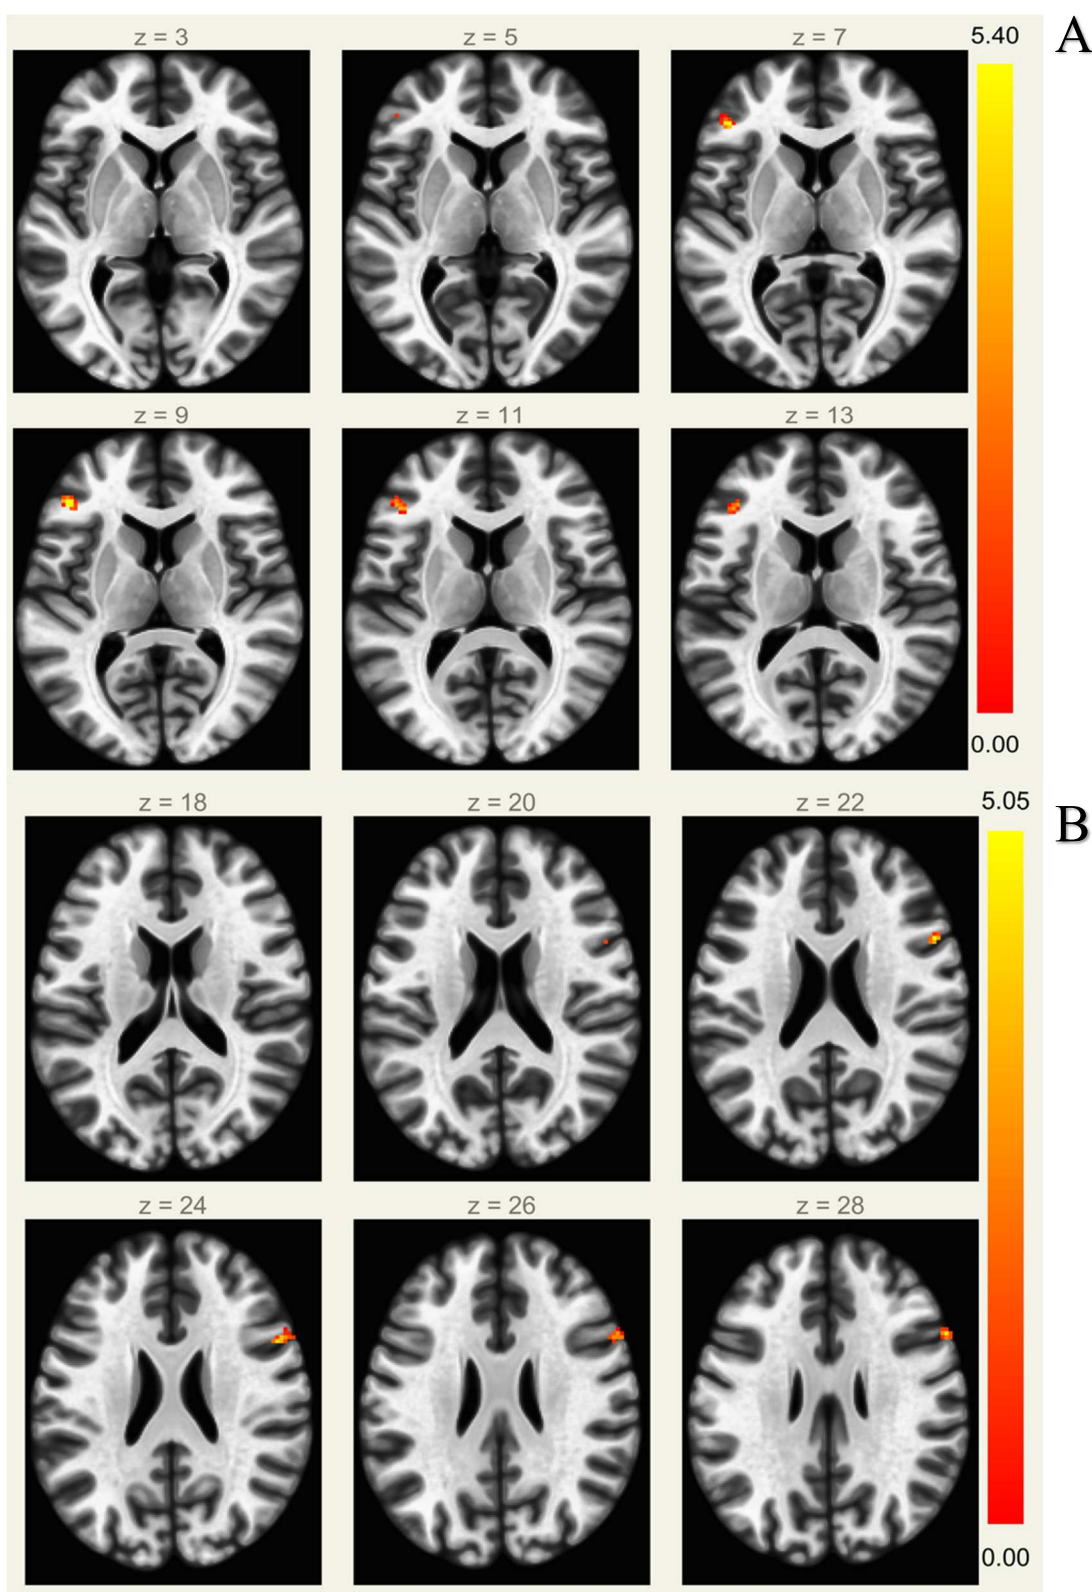 z = 3
z = 5
z = 7
5.40
A
z = 9
z = 11
z = 13
0.00
z = 18
z = 20
z = 22
5.05
B
z = 24
z = 26
z = 28
0.00